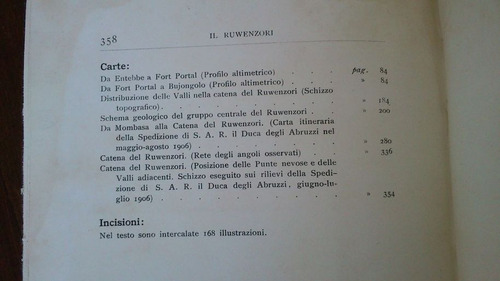 358 II. RUWENZORI
Carte:
Da Entebbe a Fort Portal (Profilo altimetrico) . . . . pag. 84
Da Fort Portal a Bujongolo (Profilo altimetrico) . . . . » 84
Distribuzione delle Valli nella catena del Ruwenzori (Schizzo
topografico) . . . . . . . . » 184
Schema geologico del gruppo centrale del Ruwenzori . . » 200
Da Mombasa alla Catena del Ruwenzori. (Carta itineraria
della Spedizione di S. A. R. il Duca degli Abruzzi nel
maggio-agosto 1906) . . . . . . » 280
Catena del Ruwenzori. (Rete degli angoli osservati) . . » 336
Catena del Ruwenzori. (Posizione delle Punte nevose e delle
Valli adiacenti. Schizzo eseguito sui rilievi della Spedi-
zione di S. A. R. il Duca degli Abruzzi, giugno-lu-
glio 1906) . . . . . . . . » 354
Incisioni:
Nel testo sono intercalate 168 illustrazioni.